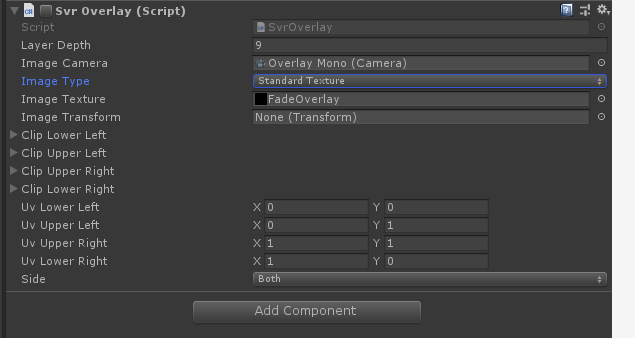 Svr Overlay (Script)
Script SvrOverlay
Layer Depth 9
Image Camera Overlay Mono (Camera)
Image Type Standard Texture
Image Texture FadeOverlay
Image Transform None (Transform)
Clip Lower Left
Clip Upper Left
Clip Upper Right
Clip Lower Right
Uv Lower Left X 0 Y 0
Uv Upper Left X 0 Y 1
Uv Upper Right X 1 Y 1
Uv Lower Right X 1 Y 0
Side Both
Add Component